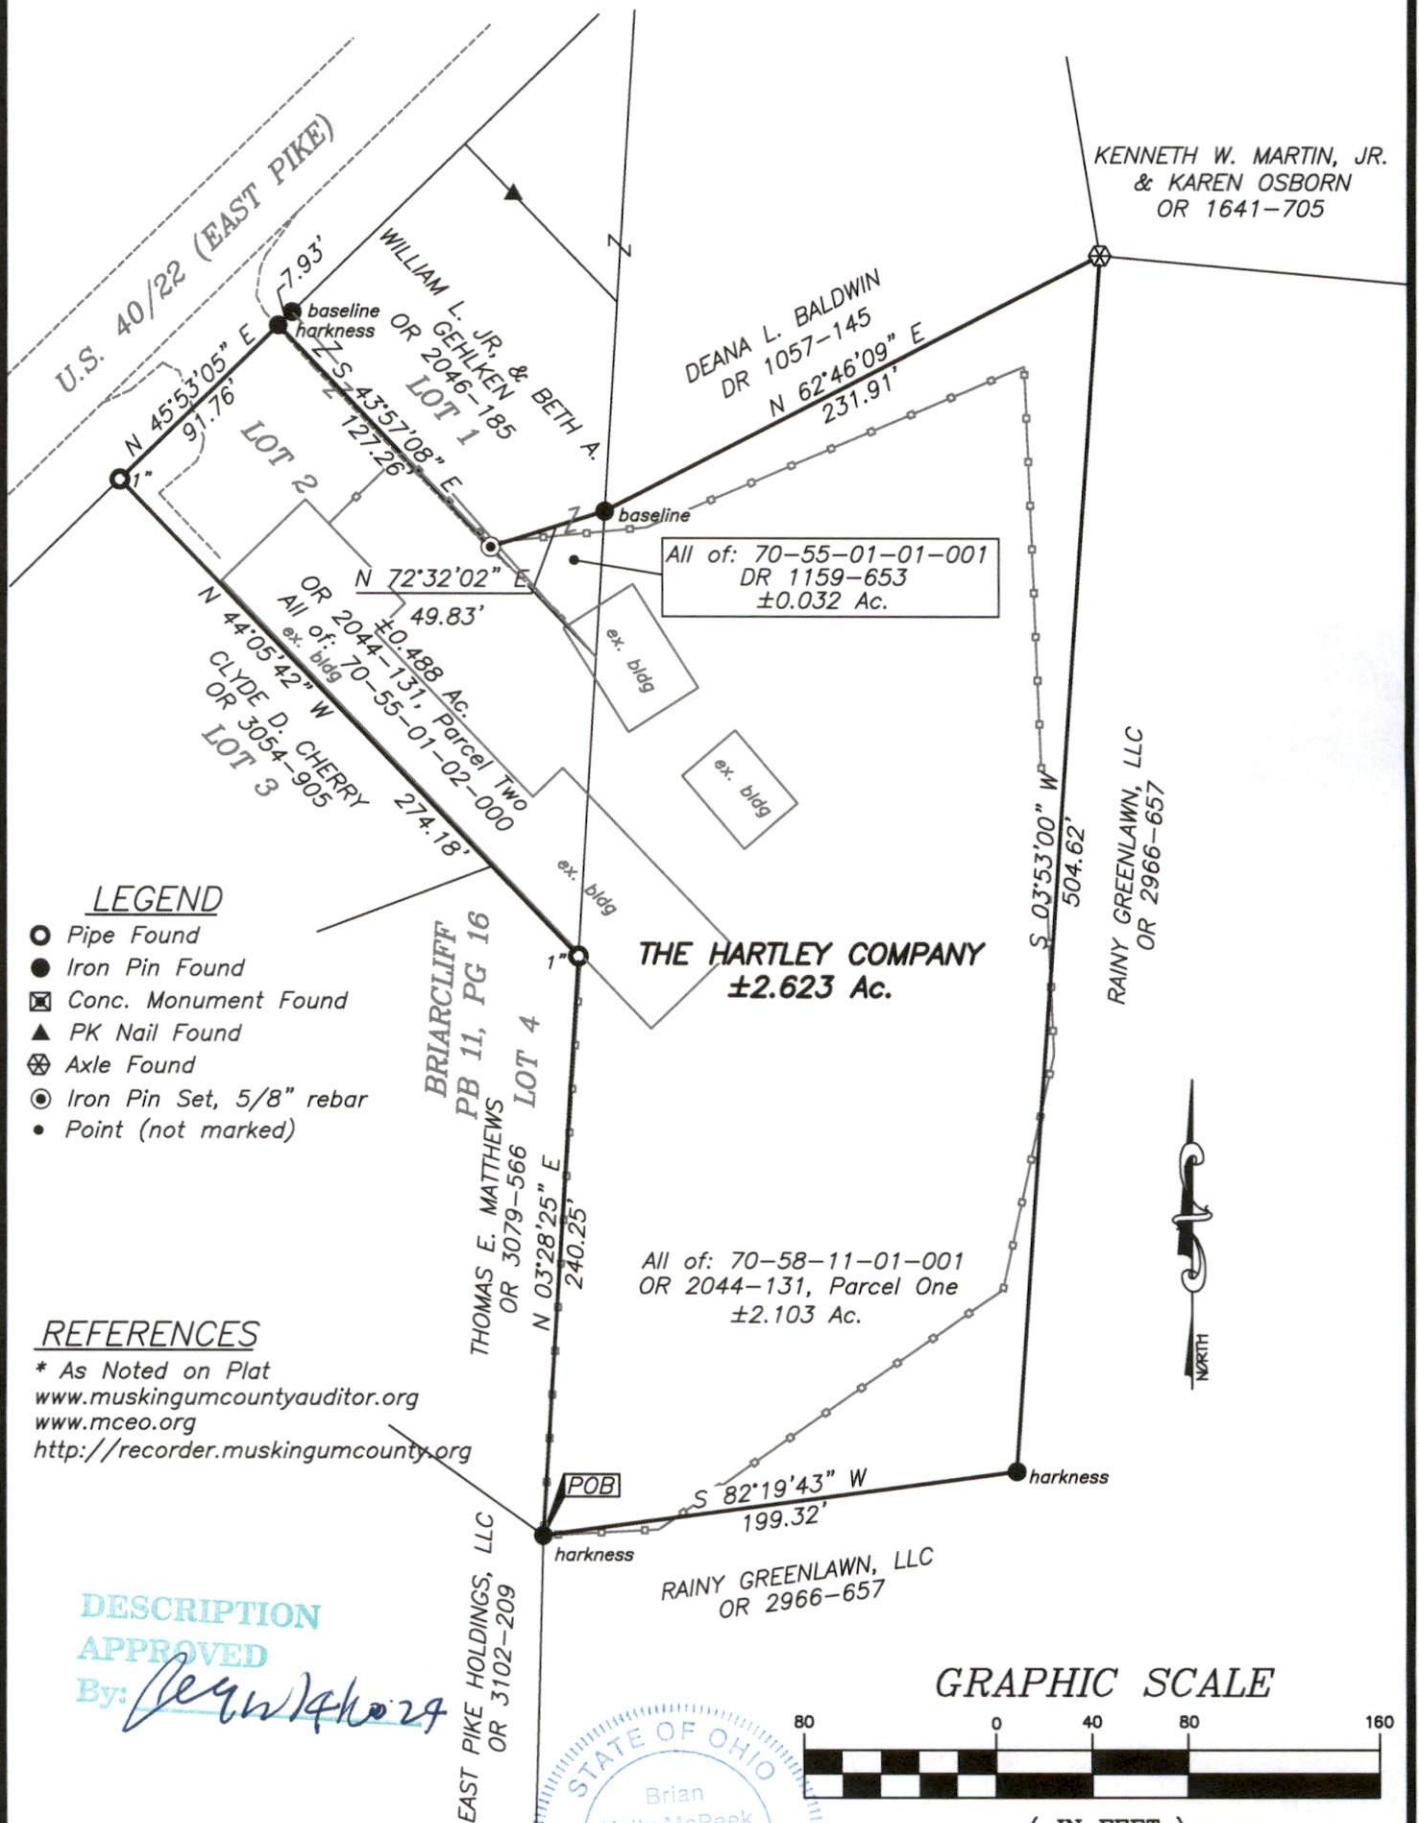 U.S. 40/22 (EAST PIKE)
KENNETH W. MARTIN, JR.
& KAREN OSBORN
OR 1641-705
7.93'
baseline
harkness
WILLIAM L. JR, & BETH A.
GEHLKEN
OR 2046-185
LOT 1
Z
DEANA L. BALDWIN
DR 1057-145
N 62°46'09" E
231.91'
N 45°53'05" E
91.76'
Z
Z
S 43°57'08" E
127.26'
LOT 2
1"
Z
baseline
All of: 70-55-01-01-001
DR 1159-653
±0.032 Ac.
N 72°32'02" E
49.83'
±0.488 Ac.
OR 2044-131, Parcel Two
All of: 70-55-01-02-000
ex. bldg
ex. bldg
ex. bldg
ex. bldg
N 44°05'42" W
274.18'
CLYDE D. CHERRY
OR 3054-905
LOT 3
S 03°53'00" W
504.62'
RAINY GREENLAWN, LLC
OR 2966-657
LEGEND
Pipe Found
Iron Pin Found
Conc. Monument Found
PK Nail Found
Axle Found
Iron Pin Set, 5/8" rebar
Point (not marked)
1"
THE HARTLEY COMPANY
±2.623 Ac.
BRIARCLIFF
PB 11, PG 16
LOT 4
THOMAS E. MATTHEWS
OR 3079-566
N 03°28'25" E
240.25'
All of: 70-58-11-01-001
OR 2044-131, Parcel One
±2.103 Ac.
NORTH
REFERENCES
* As Noted on Plat
www.muskingumcountyauditor.org
www.mceo.org
http://recorder.muskingumcounty.org
POB
harkness
S 82°19'43" W
199.32'
harkness
RAINY GREENLAWN, LLC
OR 2966-657
EAST PIKE HOLDINGS, LLC
OR 3102-209
DESCRIPTION
APPROVED
By:
STATE OF OHIO
Brian
GRAPHIC SCALE
80 0 40 80 160
( IN FEET )